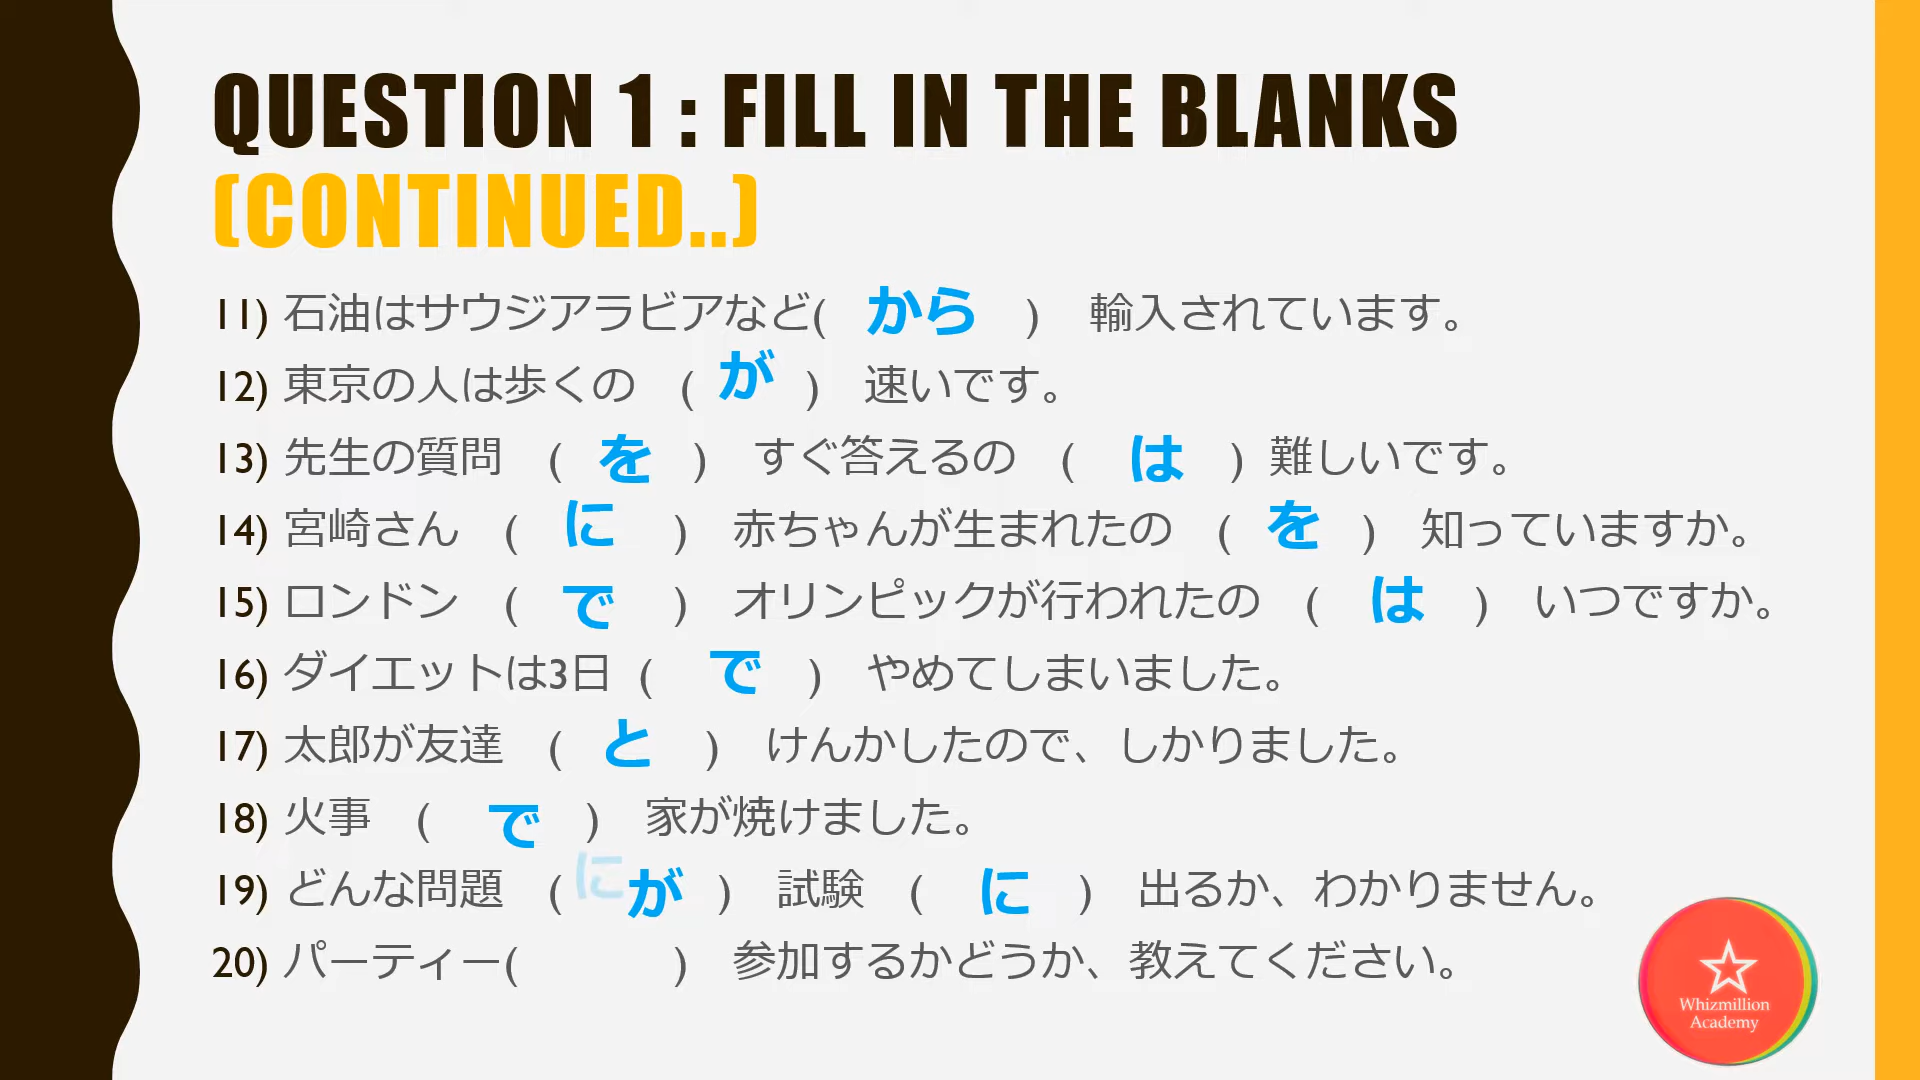 QUESTION 1 : FILL IN THE BLANKS
(CONTINUED..)
11) 石油はサウジアラビアなど( から ) 輸入されています。
12) 東京の人は歩くの ( が ) 速いです。
13) 先生の質問 ( を ) すぐ答えるの ( は ) 難しいです。
14) 宮崎さん ( に ) 赤ちゃんが生まれたの ( を ) 知っていますか。
15) ロンドン ( で ) オリンピックが行われたの ( は ) いつですか。
16) ダイエットは3日 ( で ) やめてしまいました。
17) 太郎が友達 ( と ) けんかしたので、しかりました。
18) 火事 ( で ) 家が焼けました。
19) どんな問題 ( に が ) 試験 ( に ) 出るか、わかりません。
20) パーティー( ) 参加するかどうか、教えてください。
Whizmillion
Academy